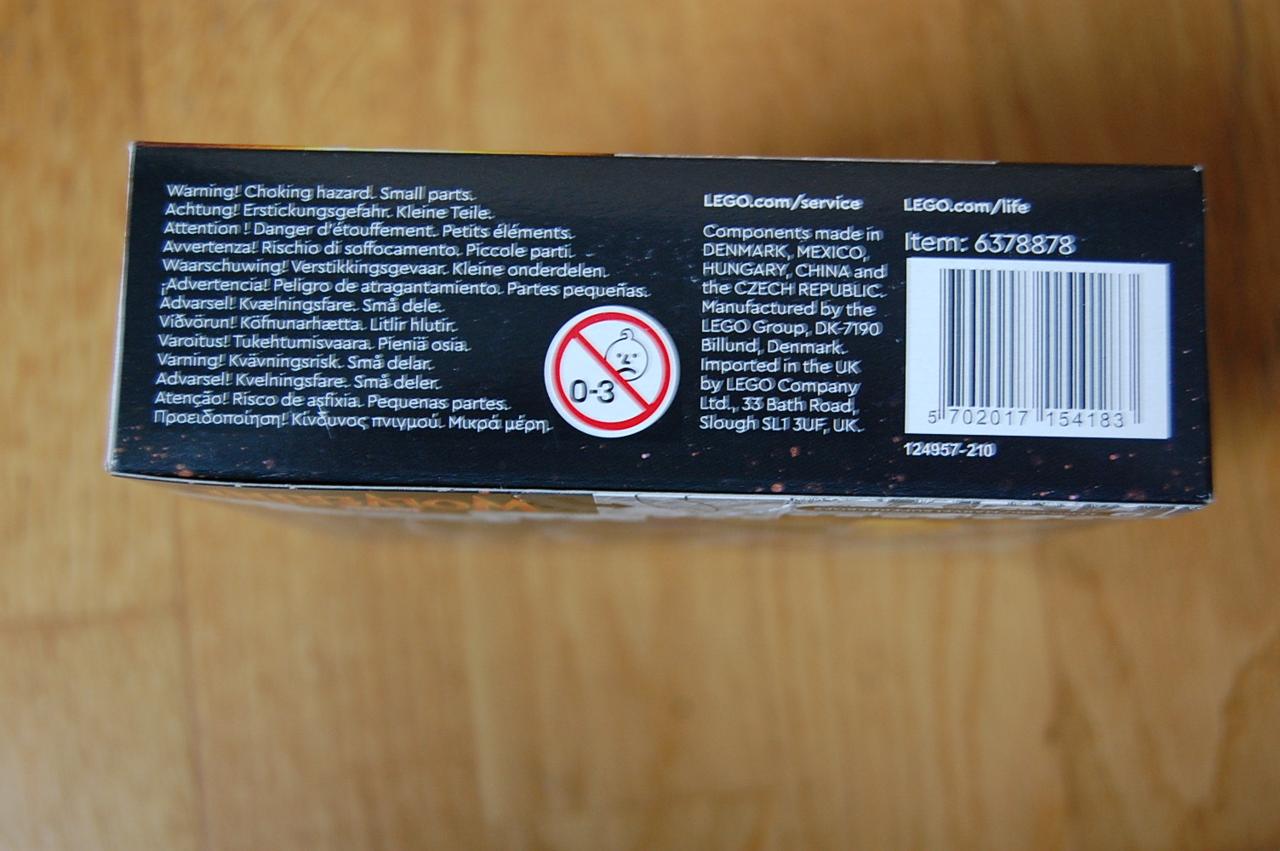 Warning! Choking hazard. Small parts.
Achtung! Erstickungsgefahr. Kleine Teile.
Attention ! Danger d'étouffement. Petits éléments.
Avvertenza! Rischio di soffocamento. Piccole parti.
Waarschuwing! Verstikkingsgevaar. Kleine onderdelen.
¡Advertencia! Peligro de atragantamiento. Partes pequeñas.
Advarsel! Kvælningsfare. Små dele.
Viðvörun! Köfnunarhætta. Litlir hlutir.
Varoitus! Tukehtumisvaara. Pieniä osia.
Varning! Kvävningsrisk. Små delar.
Advarsel! Kvelningsfare. Små deler.
Atenção! Risco de asfixia. Pequenas partes.
Προειδοποίηση! Κίνδυνος πνιγμού. Μικρά μέρη.
0-3
LEGO.com/service
Components made in
DENMARK, MEXICO,
HUNGARY, CHINA and
the CZECH REPUBLIC.
Manufactured by the
LEGO Group, DK-7190
Billund, Denmark.
Imported in the UK
by LEGO Company
Ltd., 33 Bath Road,
Slough SL1 3UF, UK.
LEGO.com/life
Item: 6378878
5 702017 154183
124957-210